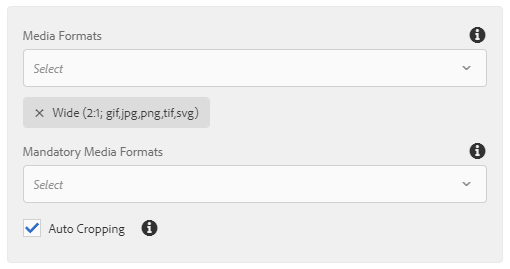 Media Formats
Select
Wide (2:1; gif,jpg,png,tif,svg)
Mandatory Media Formats
Select
Auto Cropping